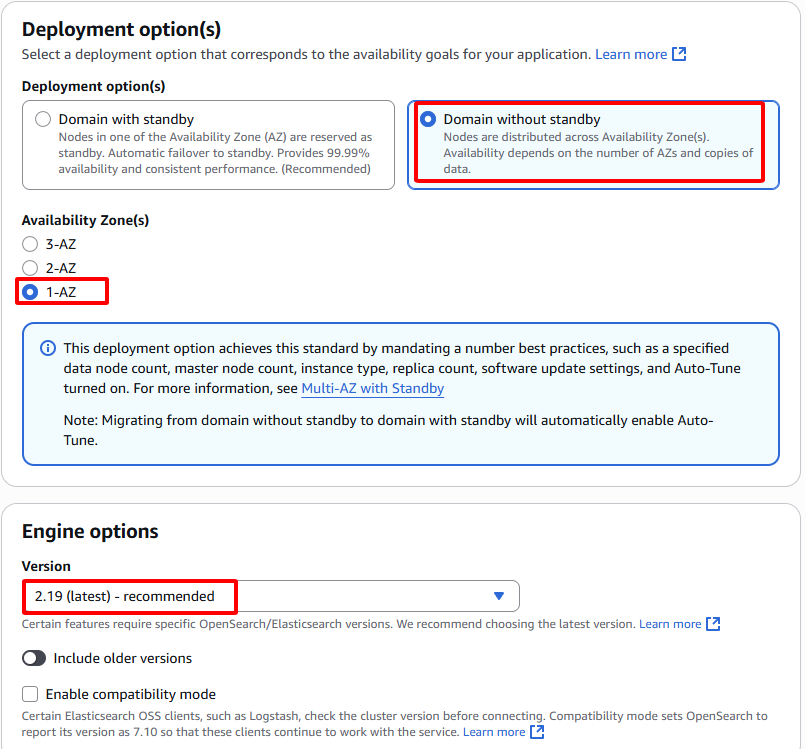 Deployment option(s)
Select a deployment option that corresponds to the availability goals for your application. Learn more
Deployment option(s)
Domain with standby
Nodes in one of the Availability Zone (AZ) are reserved as
standby. Automatic failover to standby. Provides 99.99%
availability and consistent performance. (Recommended)
Domain without standby
Nodes are distributed across Availability Zone(s).
Availability depends on the number of AZs and copies of
data.
Availability Zone(s)
3-AZ
2-AZ
1-AZ
This deployment option achieves this standard by mandating a number best practices, such as a specified
data node count, master node count, instance type, replica count, software update settings, and Auto-Tune
turned on. For more information, see Multi-AZ with Standby
Note: Migrating from domain without standby to domain with standby will automatically enable Auto-
Tune.
Engine options
Version
2.19 (latest) - recommended
Certain features require specific OpenSearch/Elasticsearch versions. We recommend choosing the latest version. Learn more
Include older versions
Enable compatibility mode
Certain Elasticsearch OSS clients, such as Logstash, check the cluster version before connecting. Compatibility mode sets OpenSearch to
report its version as 7.10 so that these clients continue to work with the service. Learn more